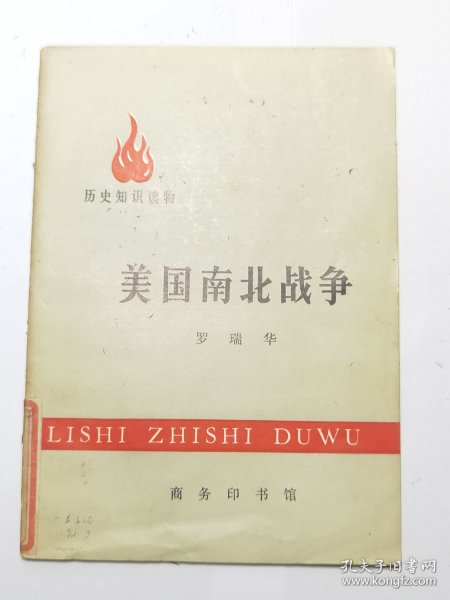 历史知识读物
美国南北战争
罗瑞华
LISHI ZHISHI DUWU
商务印书馆
孔夫子旧书网
www.kongfz.com